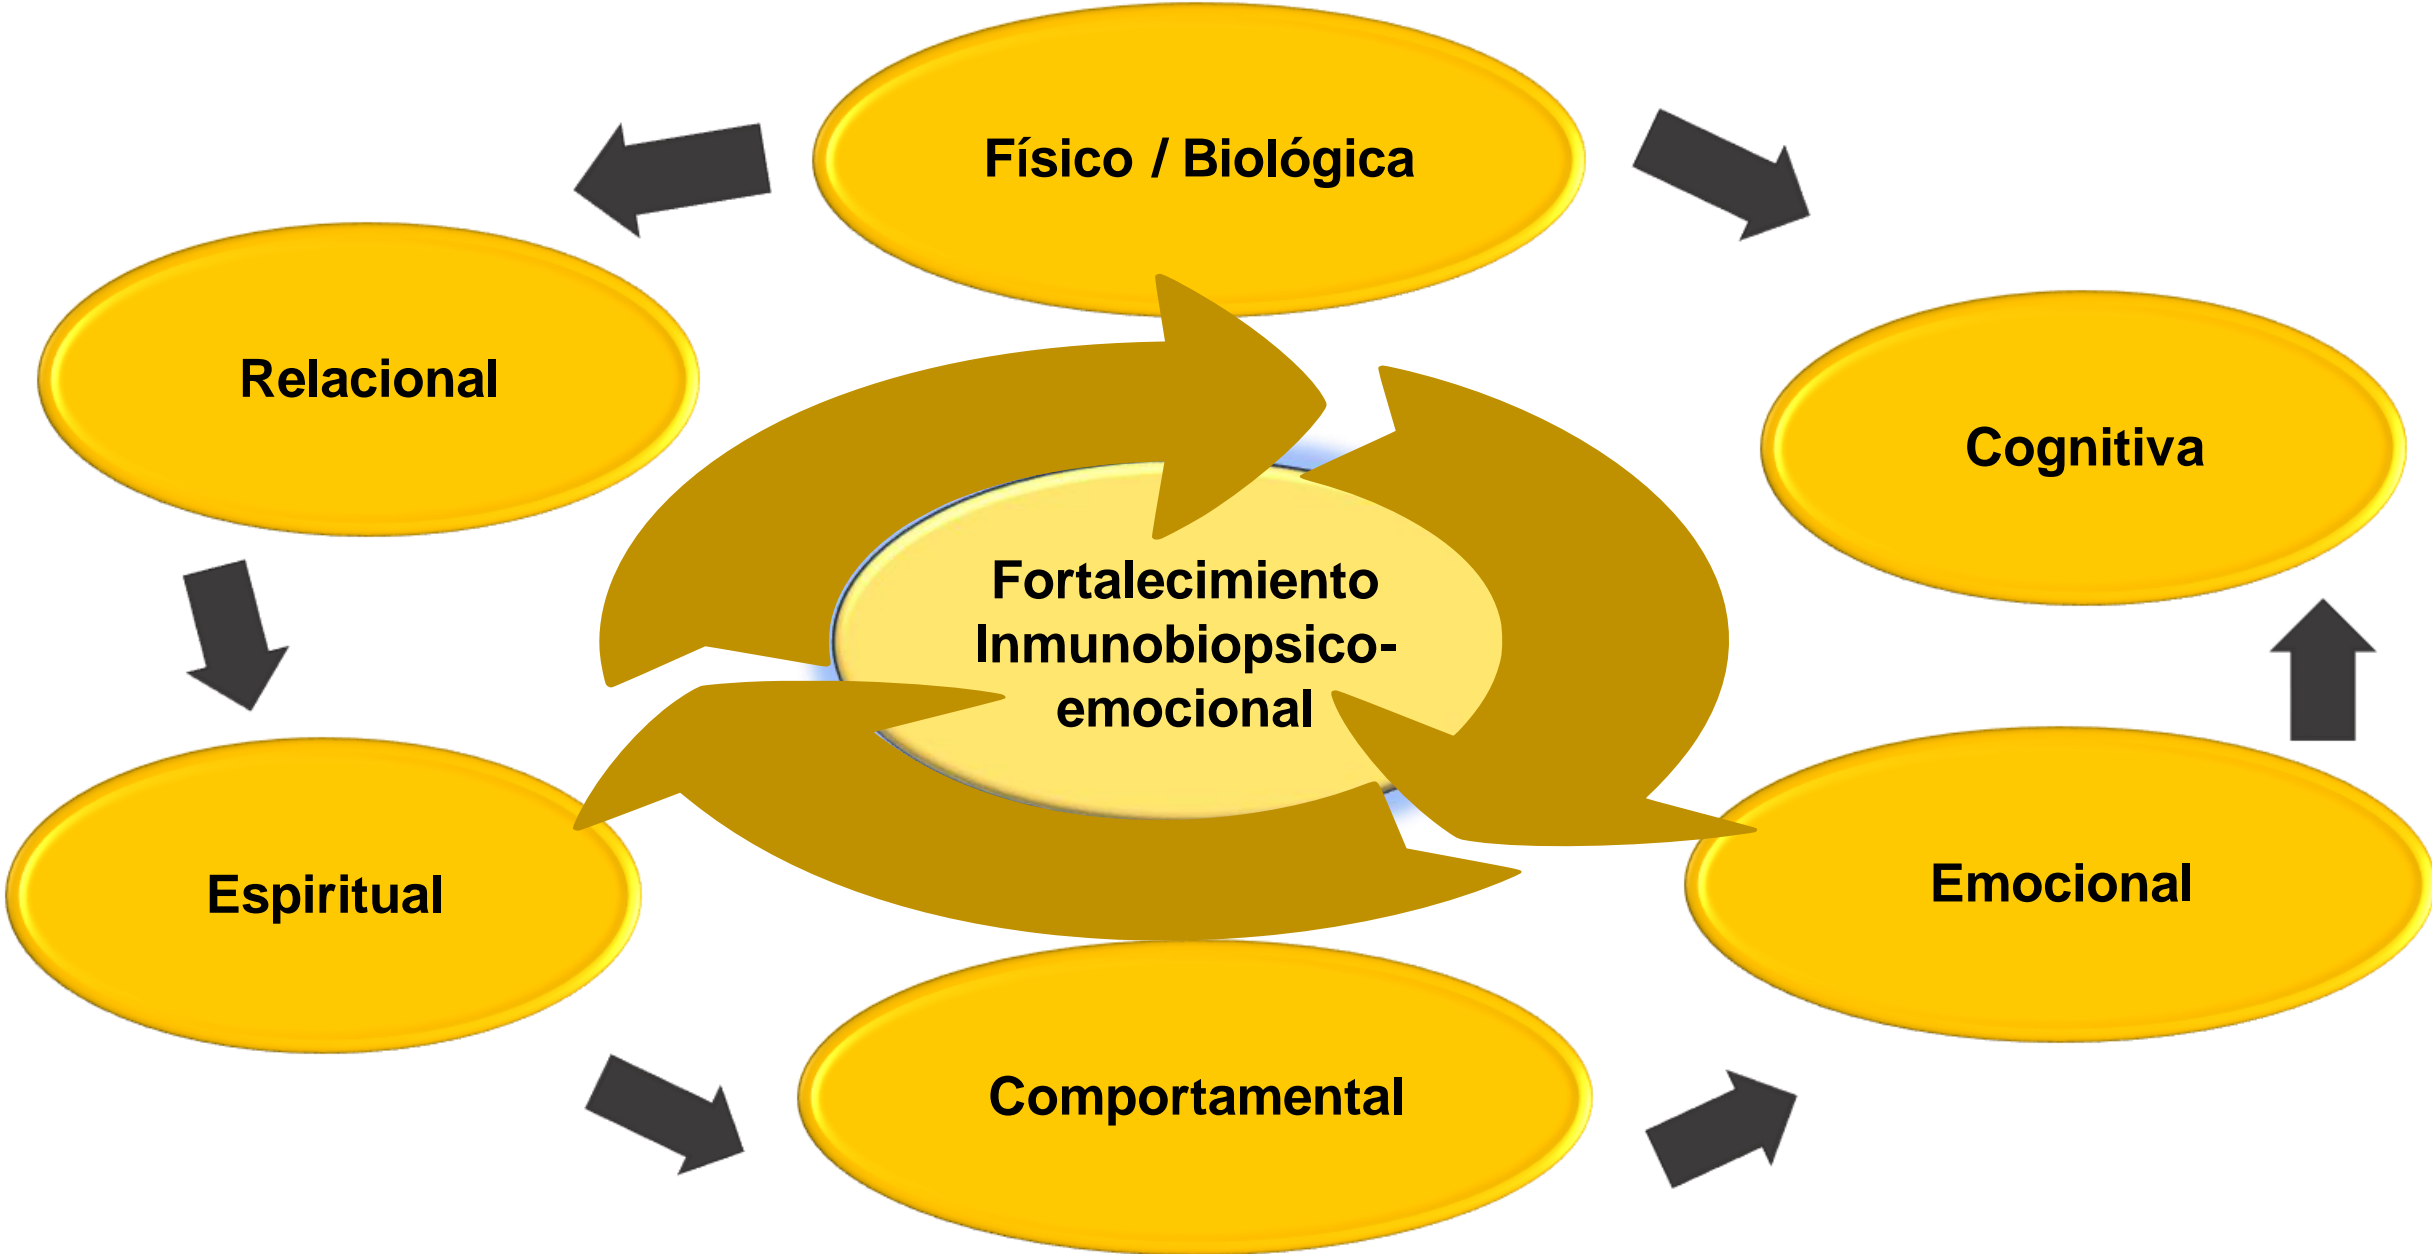 Físico / Biológica
Relacional
Cognitiva
Fortalecimiento
Inmunobiopsico-
emocional
Espiritual
Emocional
Comportamental